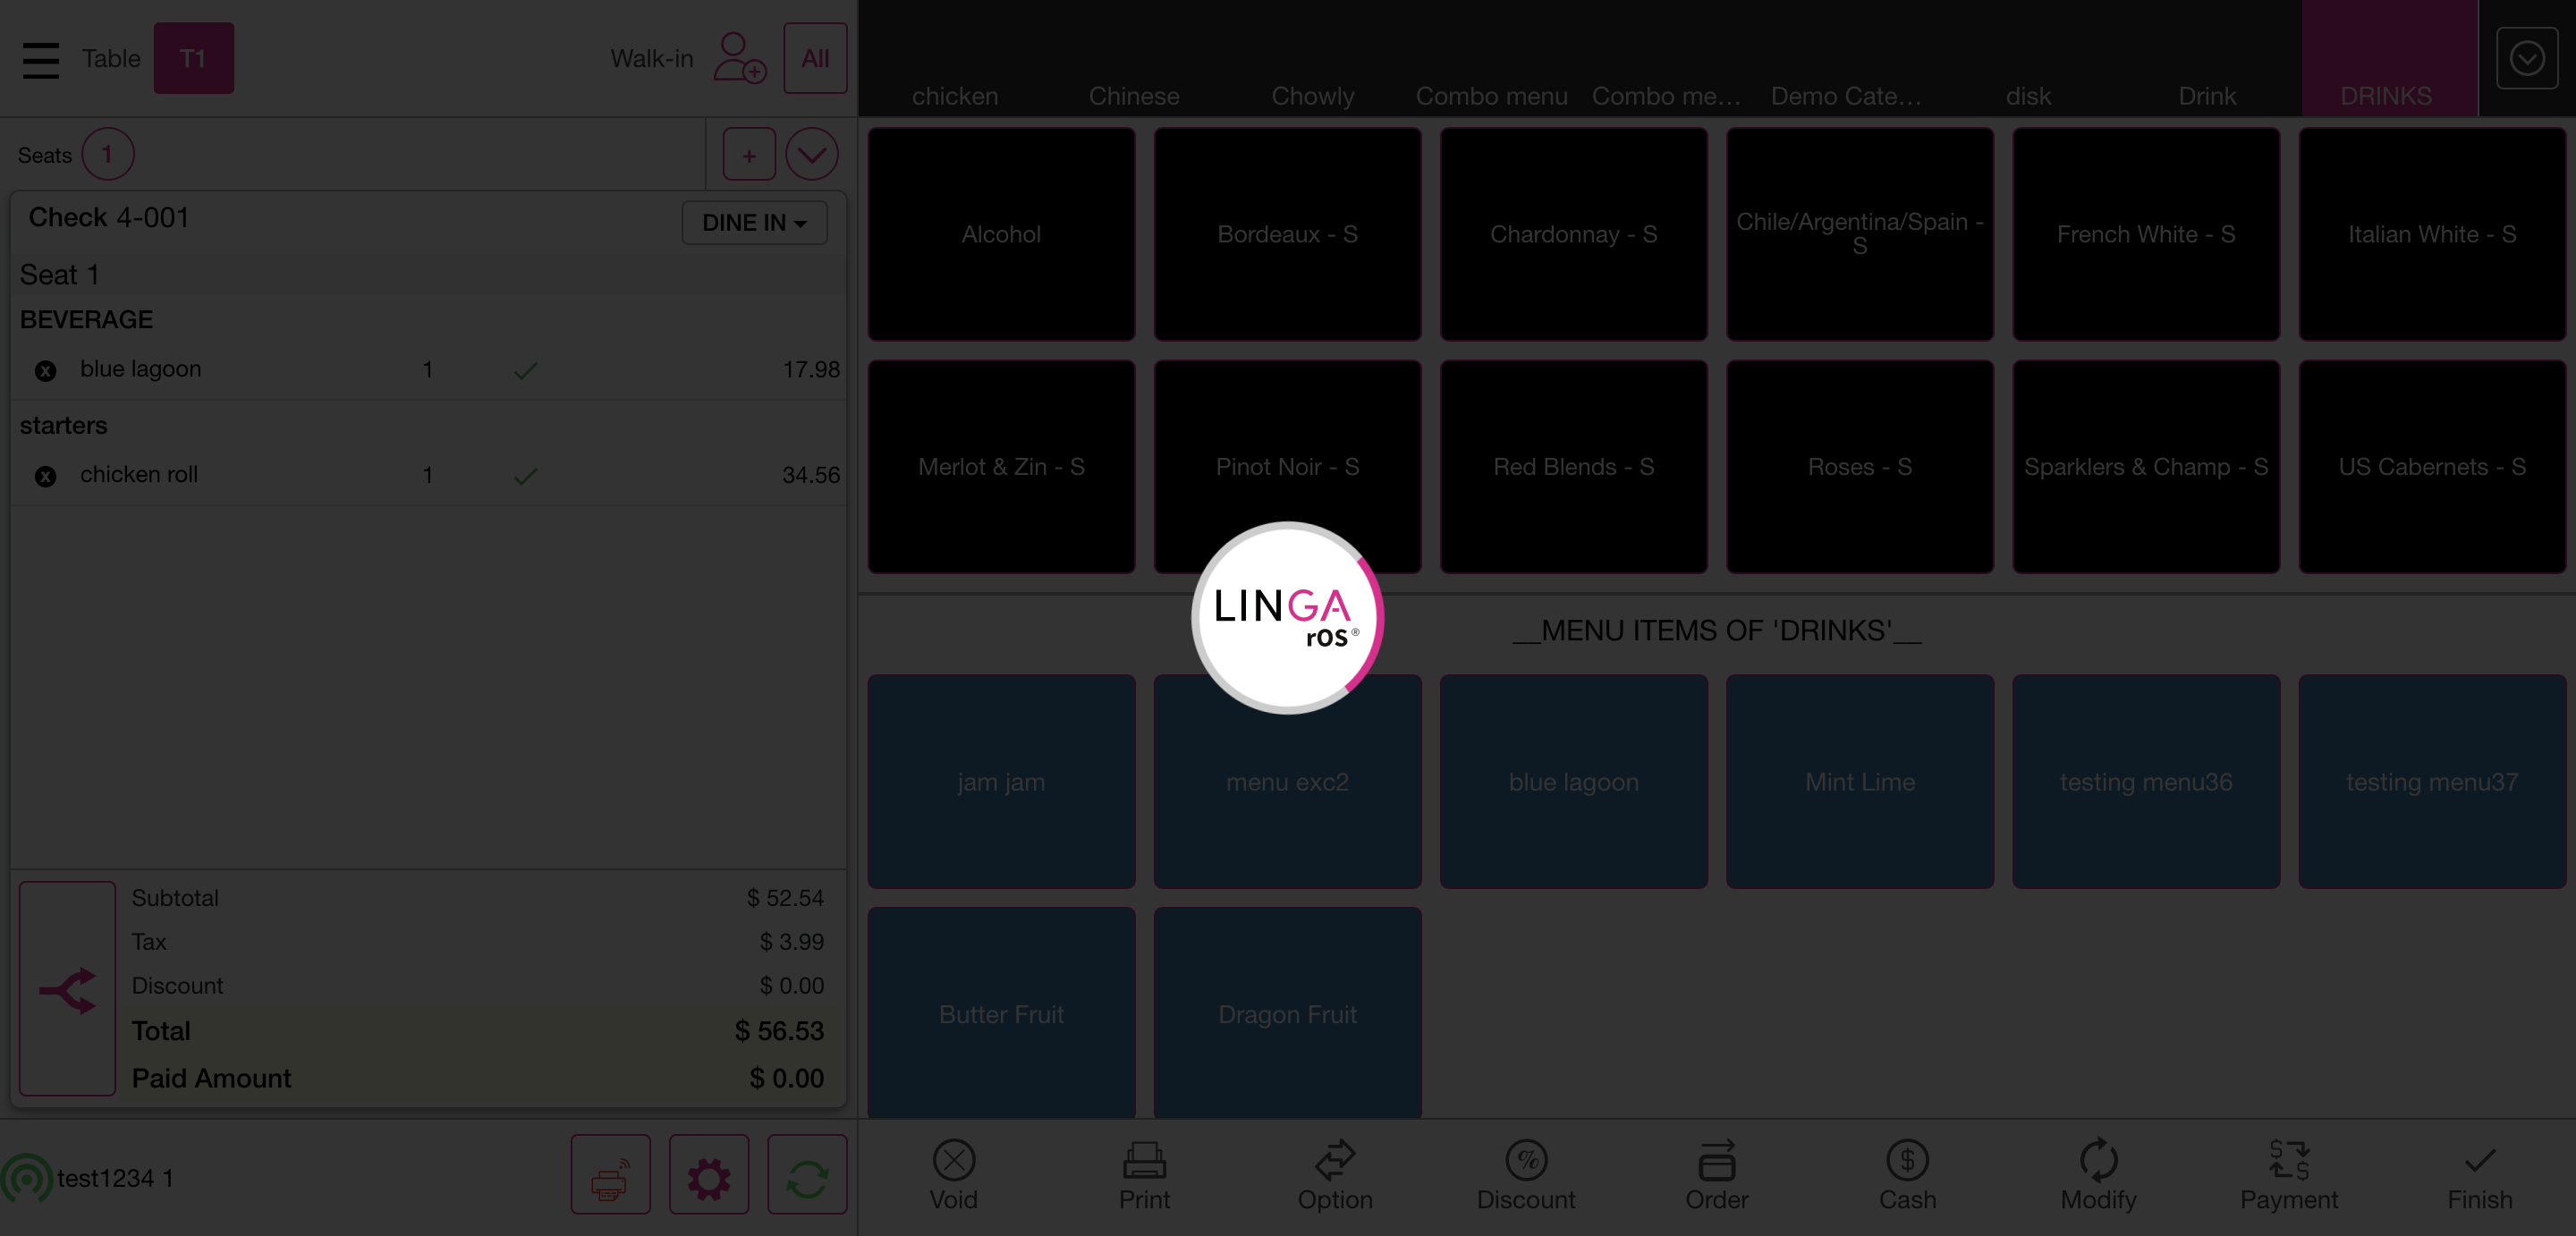 Table T1 Walk-in All
chicken Chinese Chowly Combo menu Combo me... Demo Cate... disk Drink DRINKS
Seats 1 +
Check 4-001 DINE IN
Seat 1
BEVERAGE
x blue lagoon 1 17.98
starters
x chicken roll 1 34.56
Subtotal $ 52.54
Tax $ 3.99
Discount $ 0.00
Total $ 56.53
Paid Amount $ 0.00
test1234 1
Alcohol
Bordeaux - S
Chardonnay - S
Chile/Argentina/Spain -
S
French White - S
Italian White - S
Merlot & Zin - S
Pinot Noir - S
Red Blends - S
Roses - S
Sparklers & Champ - S
US Cabernets - S
LINGA
rOS®
__MENU ITEMS OF 'DRINKS'__
jam jam
menu exc2
blue lagoon
Mint Lime
testing menu36
testing menu37
Butter Fruit
Dragon Fruit
Void
Print
Option
%
Discount
Order
$
Cash
Modify
$ $
Payment
Finish